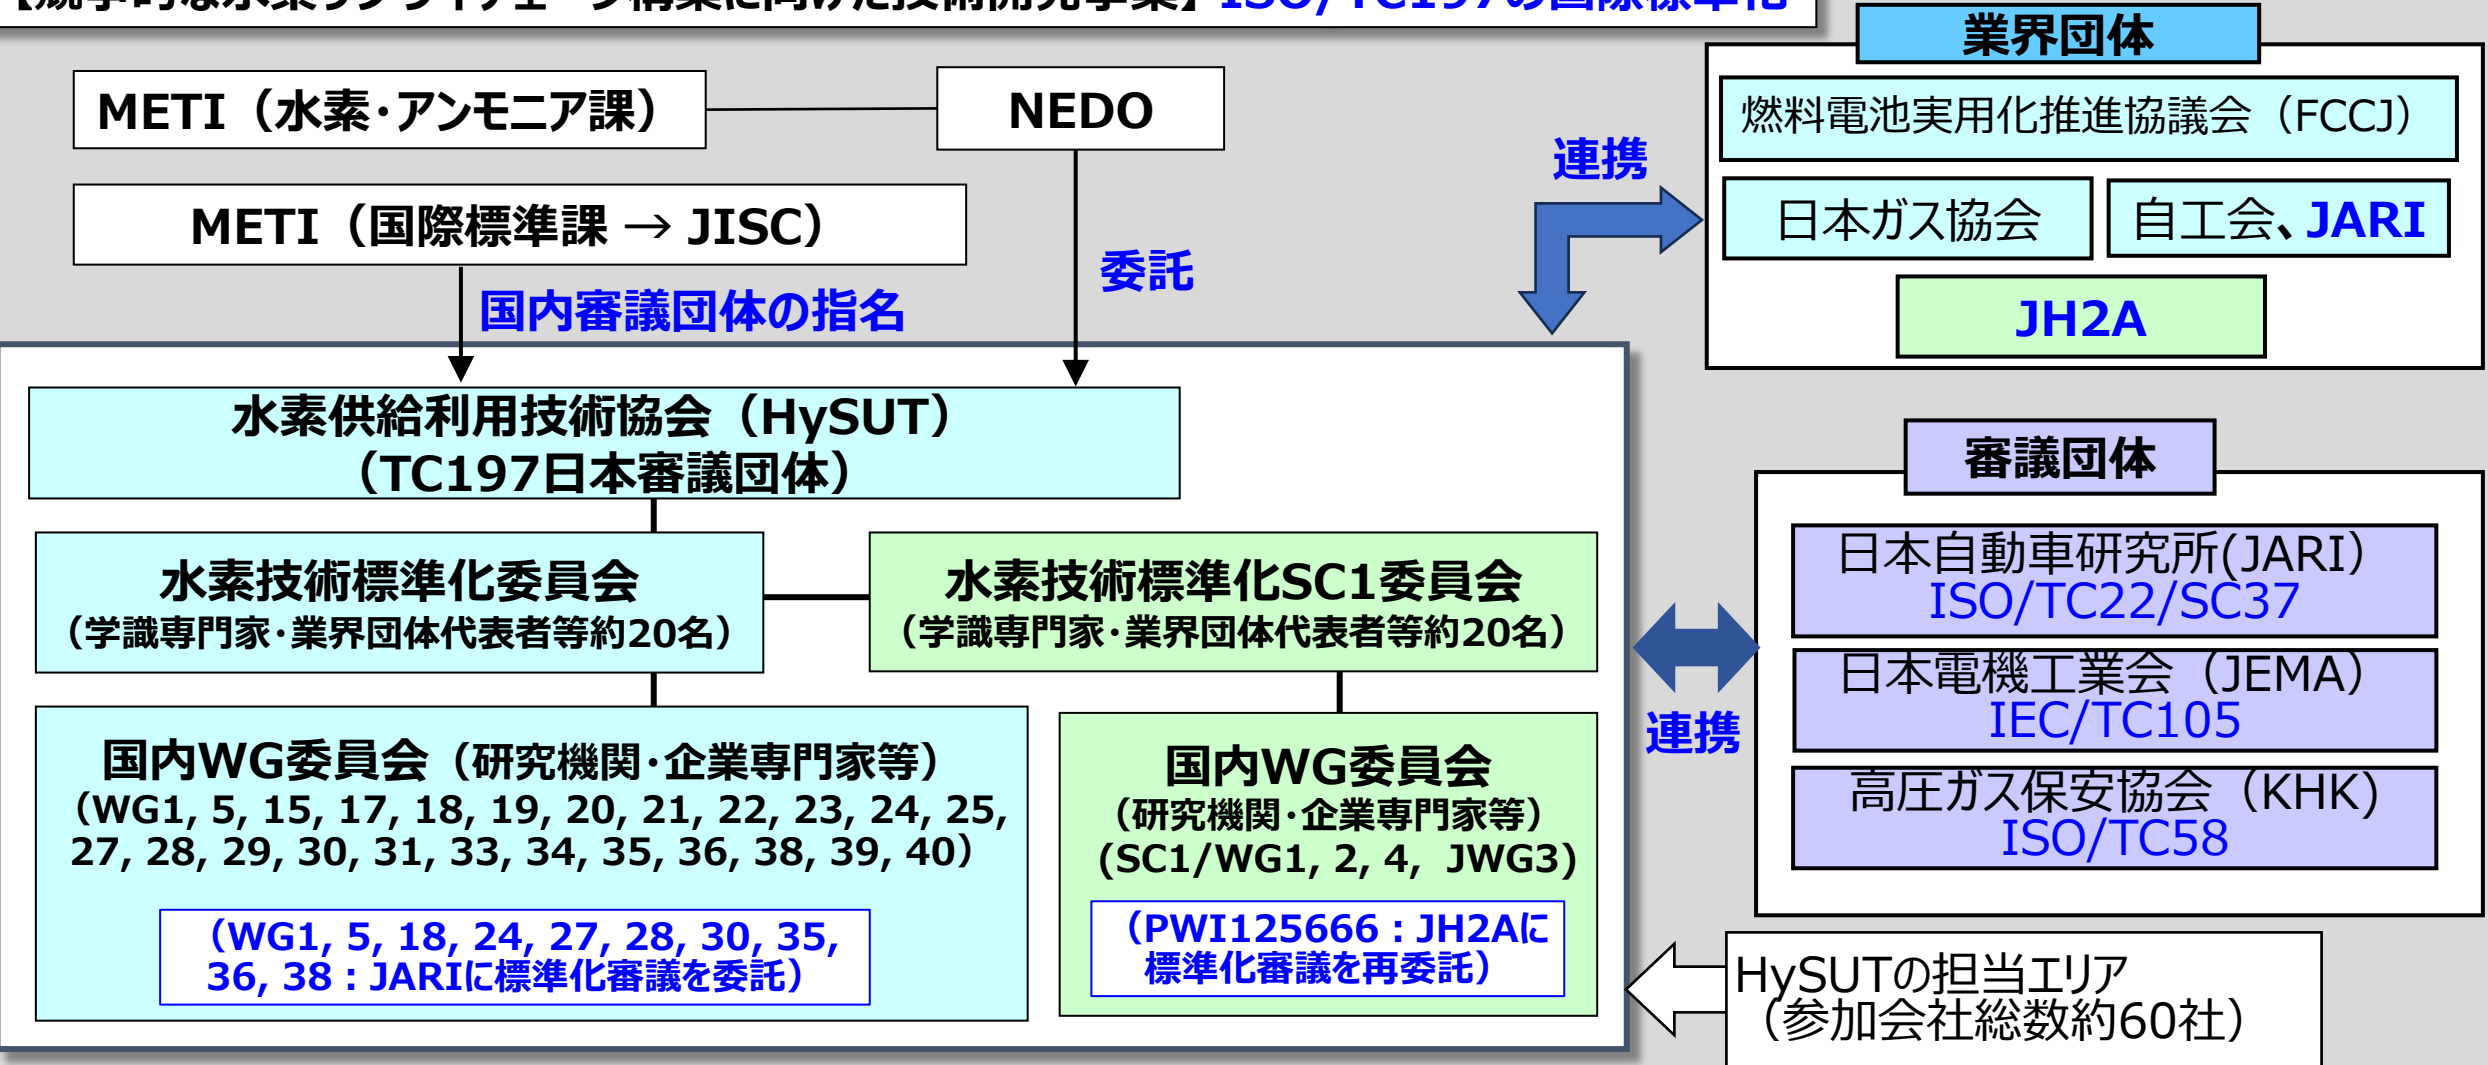 ISO/TC197の国際標準化
METI（水素・アンモニア課）
NEDO
METI（国際標準課 → JISC）
国内審議団体の指名
委託
連携
業界団体
燃料電池実用化推進協議会（FCCJ）
日本ガス協会
自工会、JARI
JH2A
水素供給利用技術協会（HySUT）
（TC197日本審議団体）
水素技術標準化委員会
（学識専門家・業界団体代表者等約20名）
水素技術標準化SC1委員会
（学識専門家・業界団体代表者等約20名）
国内WG委員会（研究機関・企業専門家等）
（WG1, 5, 15, 17, 18, 19, 20, 21, 22, 23, 24, 25,
27, 28, 29, 30, 31, 33, 34, 35, 36, 38, 39, 40）
（WG1, 5, 18, 24, 27, 28, 30, 35,
36, 38：JARIに標準化審議を委託）
国内WG委員会
（研究機関・企業専門家等）
(SC1/WG1, 2, 4, JWG3)
（PWI125666：JH2Aに
標準化審議を再委託）
連携
審議団体
日本自動車研究所(JARI）
ISO/TC22/SC37
日本電機工業会（JEMA）
IEC/TC105
高圧ガス保安協会（KHK)
ISO/TC58
HySUTの担当エリア
（参加会社総数約60社）